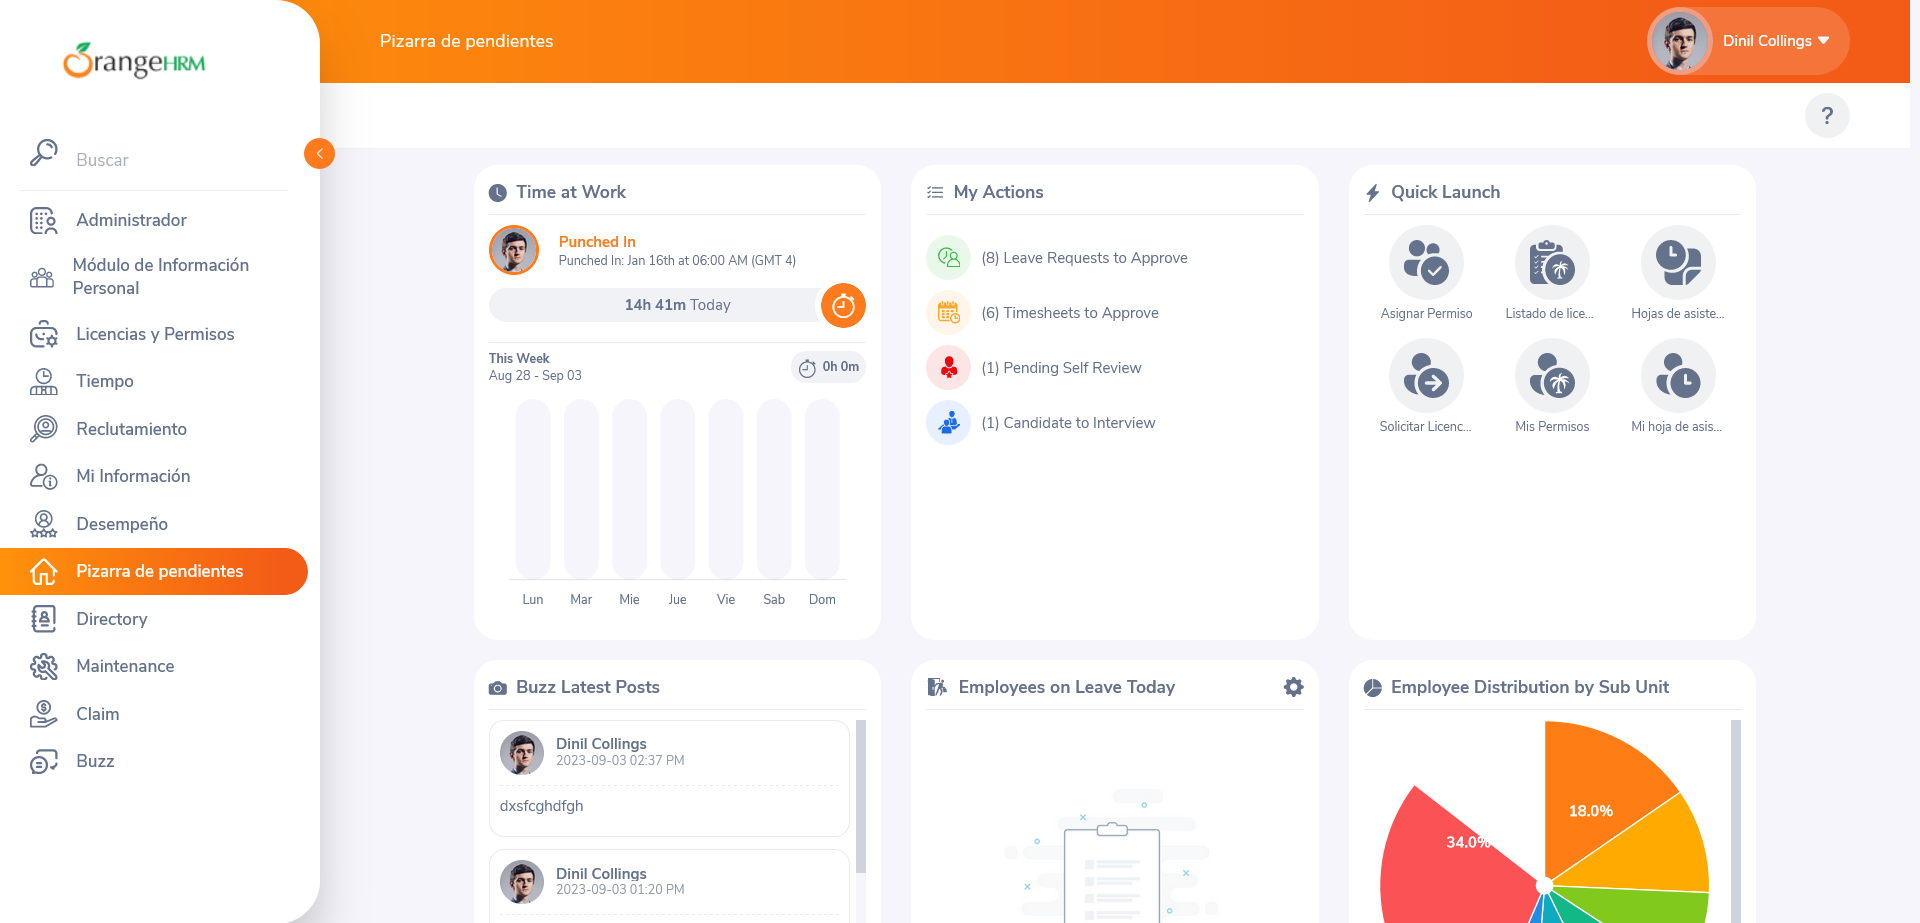 OrangeHRM
Buscar
Administrador
Módulo de Información
Personal
Licencias y Permisos
Tiempo
Reclutamiento
Mi Información
Desempeño
Pizarra de pendientes
Directory
Maintenance
Claim
Buzz
Pizarra de pendientes
Dinil Collings
?
Time at Work
Punched In
Punched In: Jan 16th at 06:00 AM (GMT 4)
14h 41m Today
This Week
Aug 28 - Sep 03
0h 0m
Lun Mar Mie Jue Vie Sab Dom
My Actions
(8) Leave Requests to Approve
(6) Timesheets to Approve
(1) Pending Self Review
(1) Candidate to Interview
Quick Launch
Asignar Permiso Listado de lice... Hojas de asiste...
Solicitar Licenc... Mis Permisos Mi hoja de asis...
Buzz Latest Posts
Dinil Collings
2023-09-03 02:37 PM
dxsfcghdfgh
Dinil Collings
2023-09-03 01:20 PM
Employees on Leave Today
Employee Distribution by Sub Unit
18.0%
34.0%